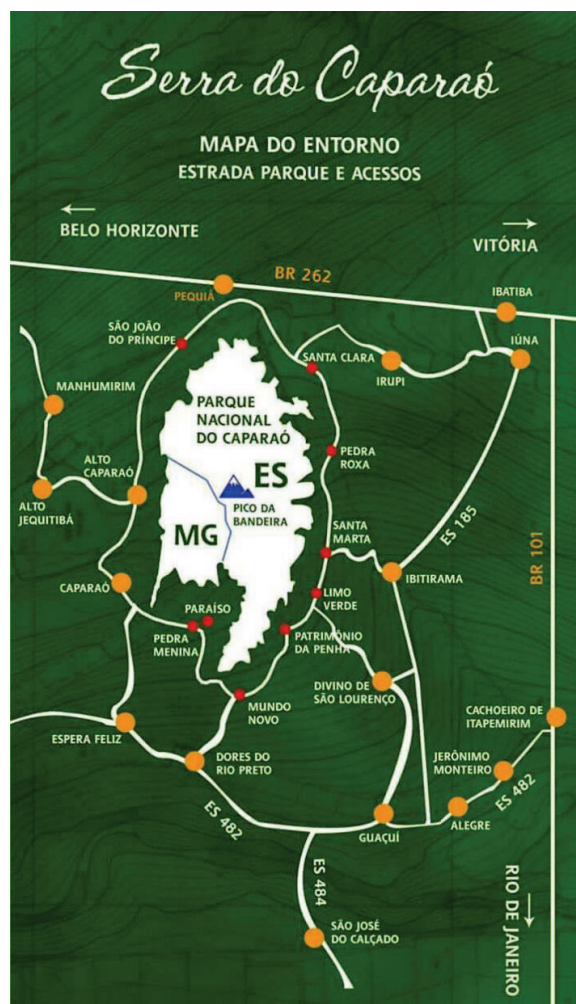 Serra do Caparaó
MAPA DO ENTORNO
ESTRADA PARQUE E ACESSOS
BELO HORIZONTE
VITÓRIA
BR 262
PEQUIÁ
IBATIBA
SÃO JOÃO
DO PRÍNCIPE
SANTA CLARA
IRUPI
IÚNA
MANHUMIRIM
PARQUE
NACIONAL
DO CAPARAÓ
PEDRA
ROXA
ALTO
CAPARAÓ
ES
PICO DA
BANDEIRA
ALTO
JEQUITIBÁ
MG
SANTA
MARTA
ES 185
BR 101
CAPARAÓ
IBITIRAMA
LIMO
VERDE
PARAÍSO
PEDRA
MENINA
PATRIMÔNIO
DA PENHA
DIVINO DE
SÃO LOURENÇO
MUNDO
NOVO
CACHOEIRO DE
ITAPEMIRIM
ESPERA FELIZ
DORES DO
RIO PRETO
JERÔNIMO
MONTEIRO
ES 482
ES 482
GUAÇUÍ
ALEGRE
ES 484
RIO DE JANEIRO
SÃO JOSÉ
DO CALÇADO